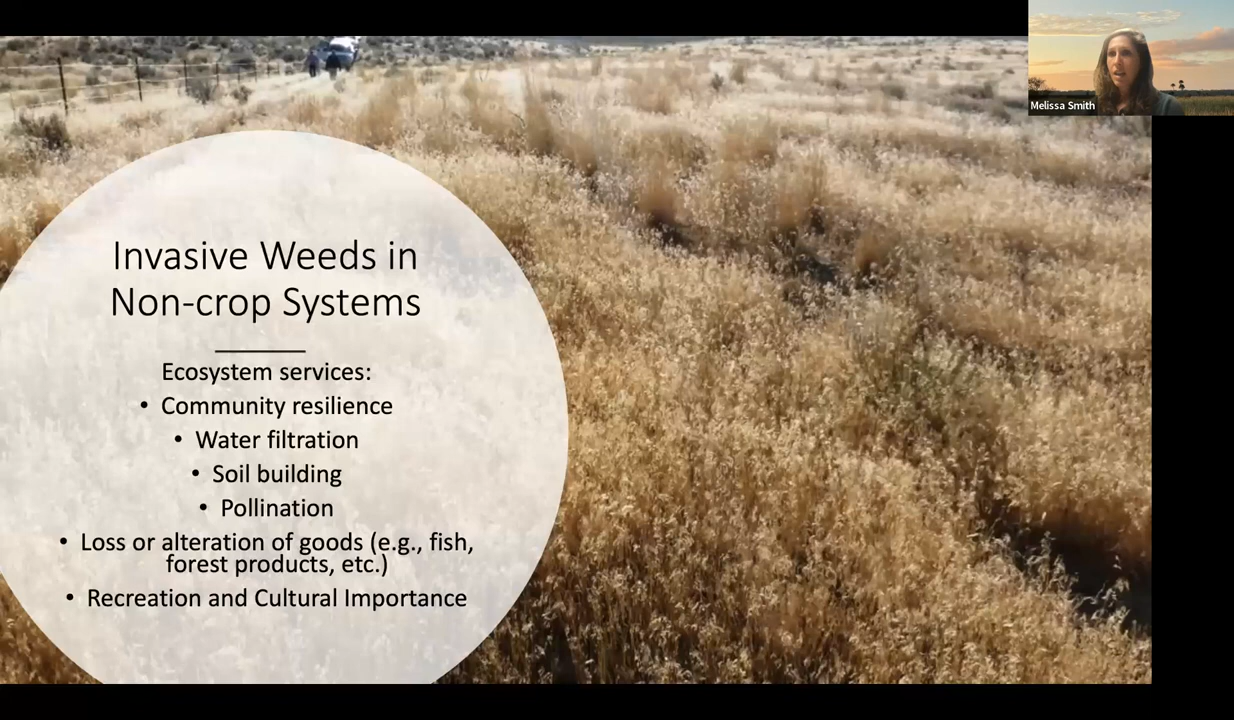 Melissa Smith
Invasive Weeds in
Non-crop Systems
Ecosystem services:
• Community resilience
• Water filtration
• Soil building
• Pollination
• Loss or alteration of goods (e.g., fish,
forest products, etc.)
• Recreation and Cultural Importance